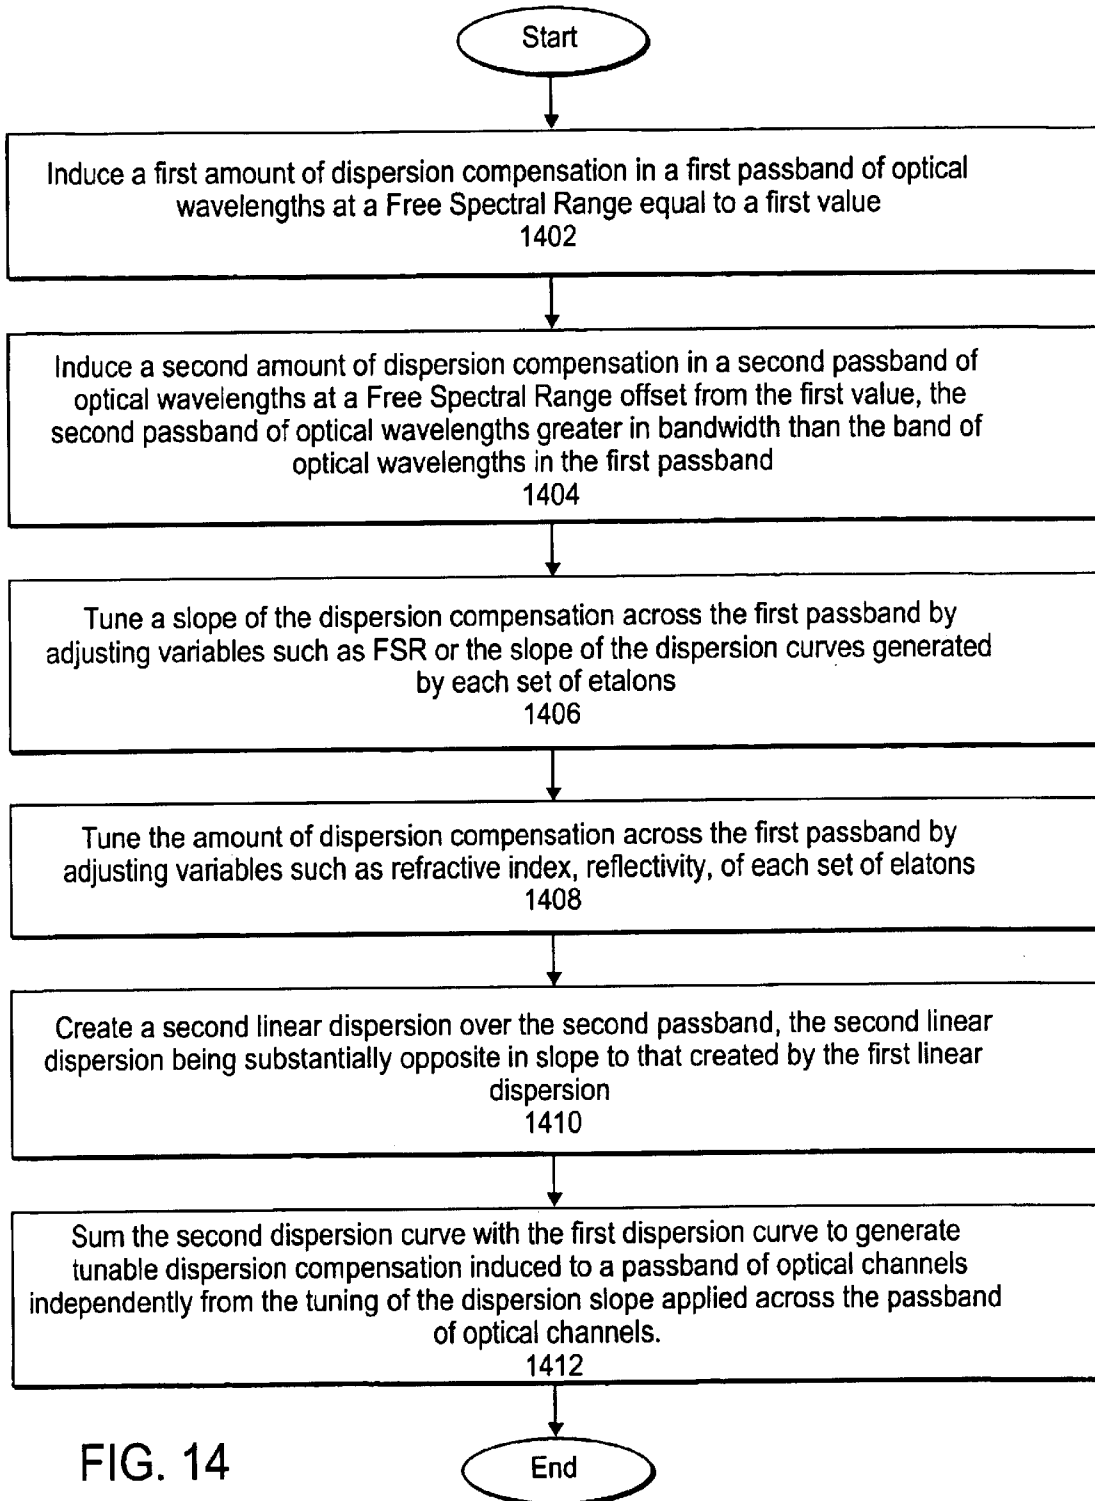 Start
Induce a first amount of dispersion compensation in a first passband of optical
wavelengths at a Free Spectral Range equal to a first value
1402
Induce a second amount of dispersion compensation in a second passband of
optical wavelengths at a Free Spectral Range offset from the first value, the
second passband of optical wavelengths greater in bandwidth than the band of
optical wavelengths in the first passband
1404
Tune a slope of the dispersion compensation across the first passband by
adjusting variables such as FSR or the slope of the dispersion curves generated
by each set of etalons
1406
Tune the amount of dispersion compensation across the first passband by
adjusting variables such as refractive index, reflectivity, of each set of elatons
1408
Create a second linear dispersion over the second passband, the second linear
dispersion being substantially opposite in slope to that created by the first linear
dispersion
1410
Sum the second dispersion curve with the first dispersion curve to generate
tunable dispersion compensation induced to a passband of optical channels
independently from the tuning of the dispersion slope applied across the passband
of optical channels.
1412
FIG. 14
End